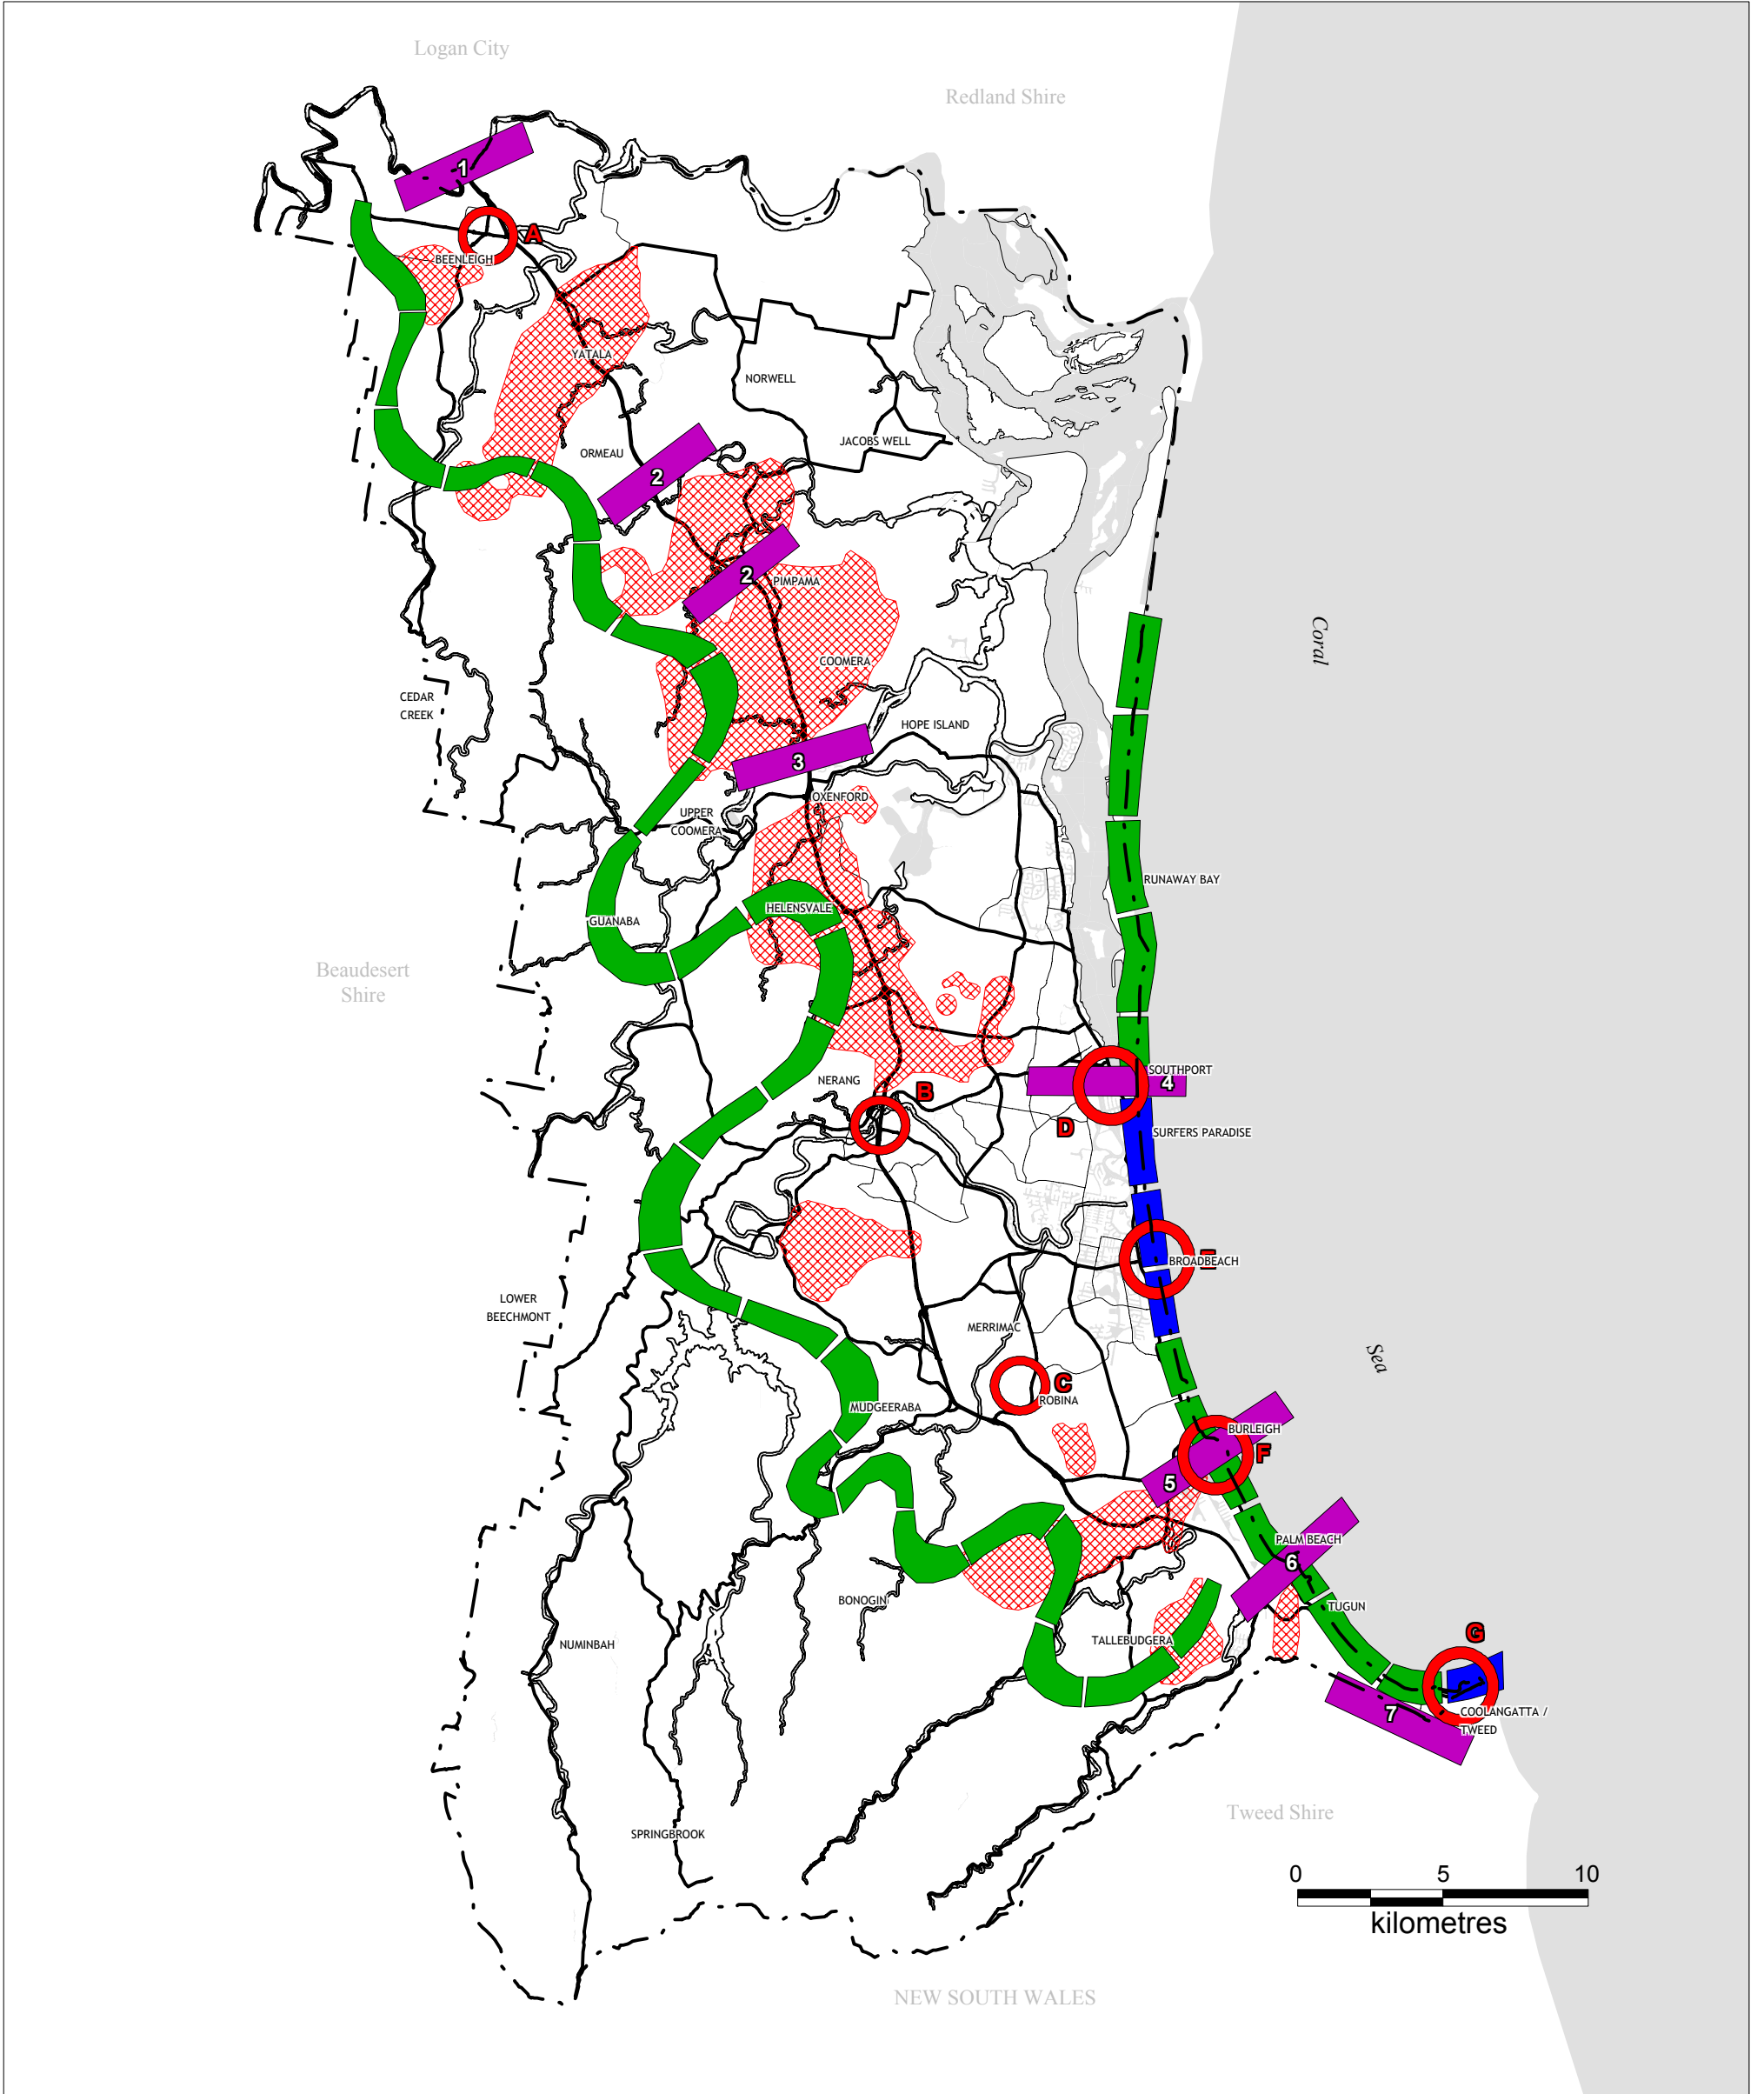 Logan City
Redland Shire
1
A
BEENLEIGH
YATALA
NORWELL
JACOBS WELL
ORMEAU
2
2
PIMPAMA
Coral
COOMERA
CEDAR
CREEK
HOPE ISLAND
3
OXENFORD
UPPER
COOMERA
RUNAWAY BAY
HELENSVALE
GUANABA
Beaudesert
Shire
SOUTHPORT
4
NERANG
B
D
SURFERS PARADISE
BROADBEACH
E
LOWER
BEECHMONT
MERRIMAC
Sea
C
ROBINA
MUDGEERABA
BURLEIGH
F
5
PALM BEACH
6
BONOGIN
TUGUN
NUMINBAH
TALLEBUDGERA
G
COOLANGATTA /
TWEED
7
Tweed Shire
SPRINGBROOK
0 5 10
kilometres
NEW SOUTH WALES